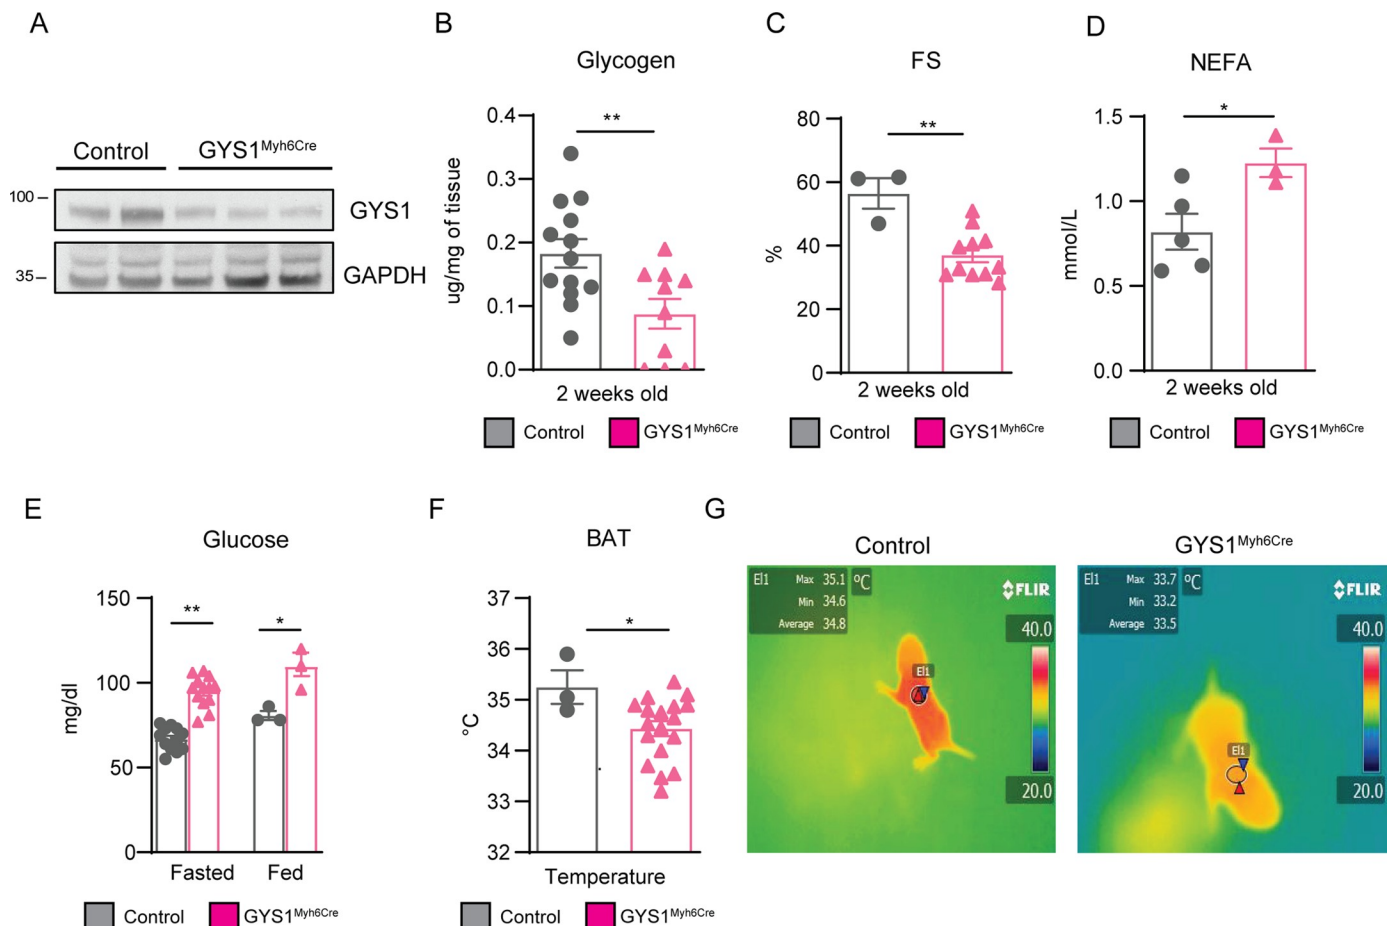 A
Control GYS1Myh6Cre
100
GYS1
35
GAPDH
B
Glycogen
**
ug/mg of tissue
0.4
0.3
0.2
0.1
0.0
2 weeks old
Control GYS1Myh6Cre
C
FS
**
%
80
60
40
20
0
2 weeks old
Control GYS1Myh6Cre
D
NEFA
*
mmol/L
1.5
1.0
0.5
0.0
2 weeks old
Control GYS1Myh6Cre
E
Glucose
** *
mg/dl
150
100
50
0
Fasted Fed
Control GYS1Myh6Cre
F
BAT
*
°C
37
36
35
34
33
32
Temperature
Control GYS1Myh6Cre
G
Control
El1 Max 35.1 °C
Min 34.6
Average 34.8
FLIR
40.0
El1
20.0
GYS1Myh6Cre
El1 Max 33.7 °C
Min 33.2
Average 33.5
FLIR
40.0
El1
20.0